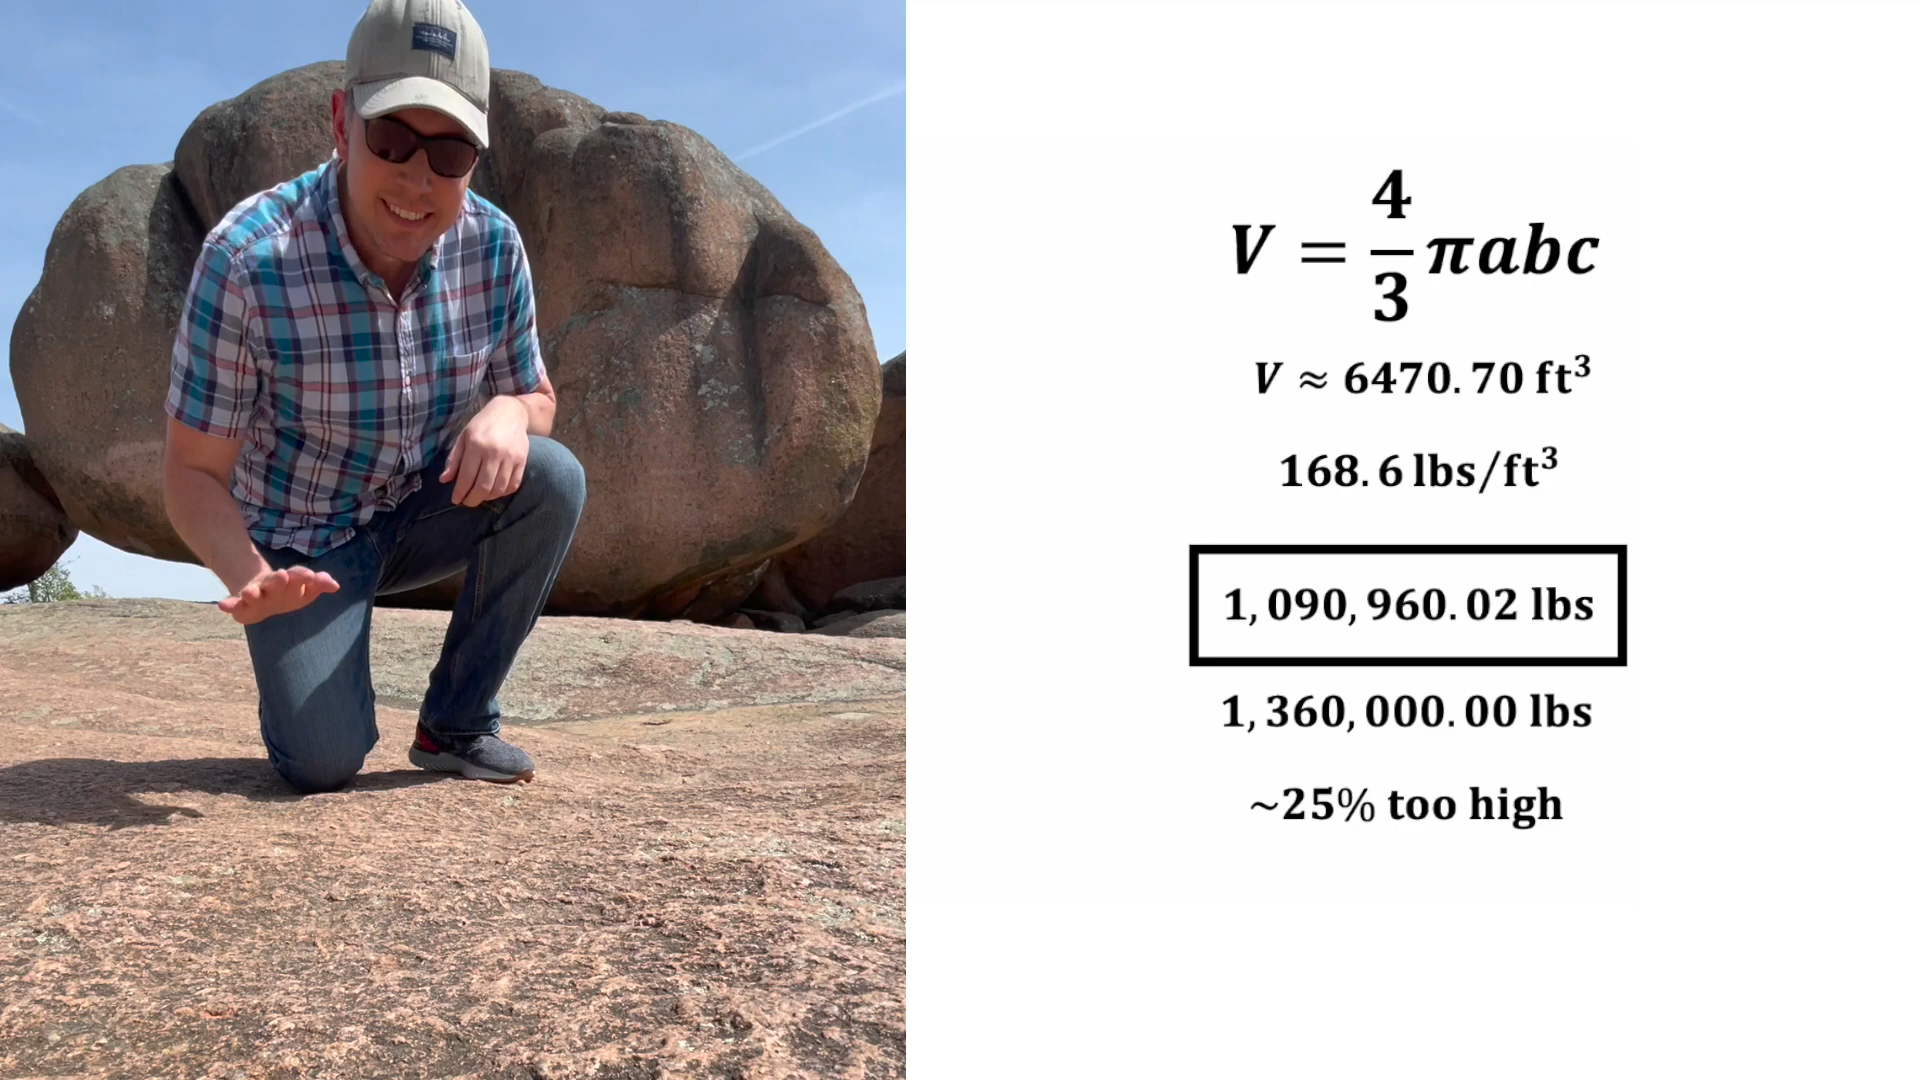 V = 4/3 πabc
V ≈ 6470.70 ft³
168.6 lbs/ft³
1,090,960.02 lbs
1,360,000.00 lbs
~25% too high